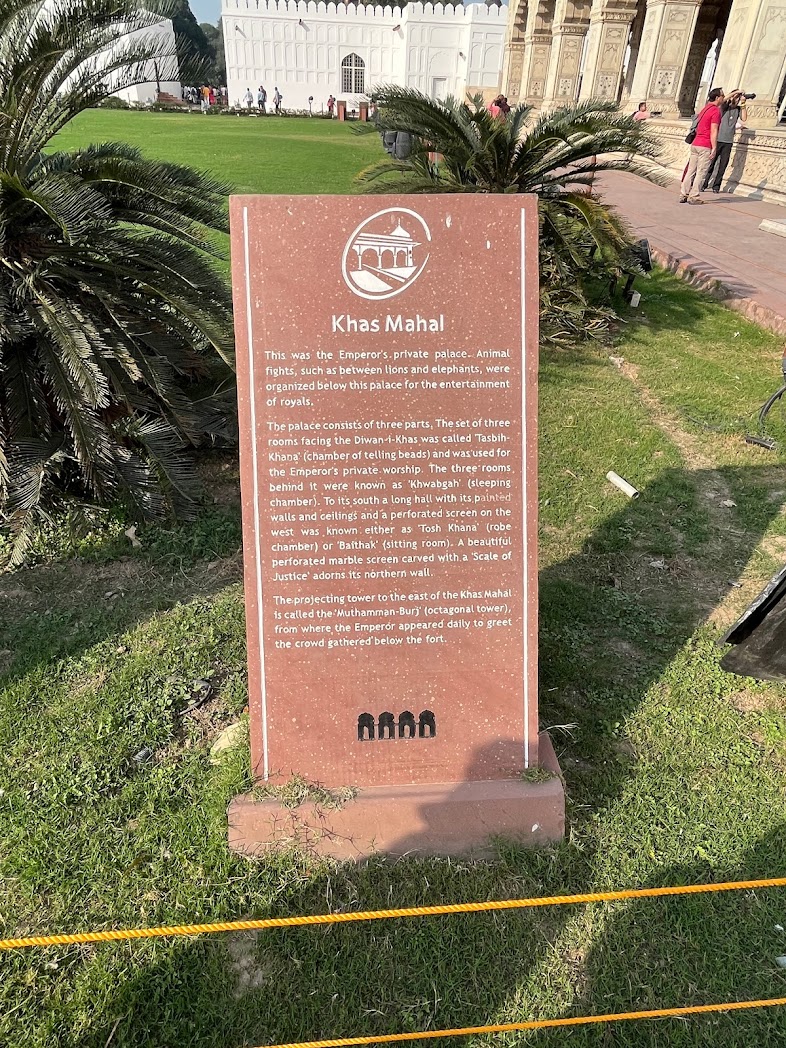 Khas Mahal
This was the Emperor's private palace. Animal
fights, such as between lions and elephants, were
organized below this palace for the entertainment
of royals.
The palace consists of three parts. The set of three
rooms facing the Diwan-i-Khas was called 'Tasbih-
Khana' (chamber of telling beads) and was used for
the Emperor's private worship. The three rooms
behind it were known as 'Khwabgah' (sleeping
chamber). To its south a long hall with its painted
walls and ceilings and a perforated screen on the
west was known either as 'Tosh Khana' (robe
chamber) or 'Baithak' (sitting room). A beautiful
perforated marble screen carved with a 'Scale of
Justice' adorns its northern wall.
The projecting tower to the east of the Khas Mahal
is called the 'Muthamman-Burj' (octagonal tower),
from where the Emperor appeared daily to greet
the crowd gathered below the fort.